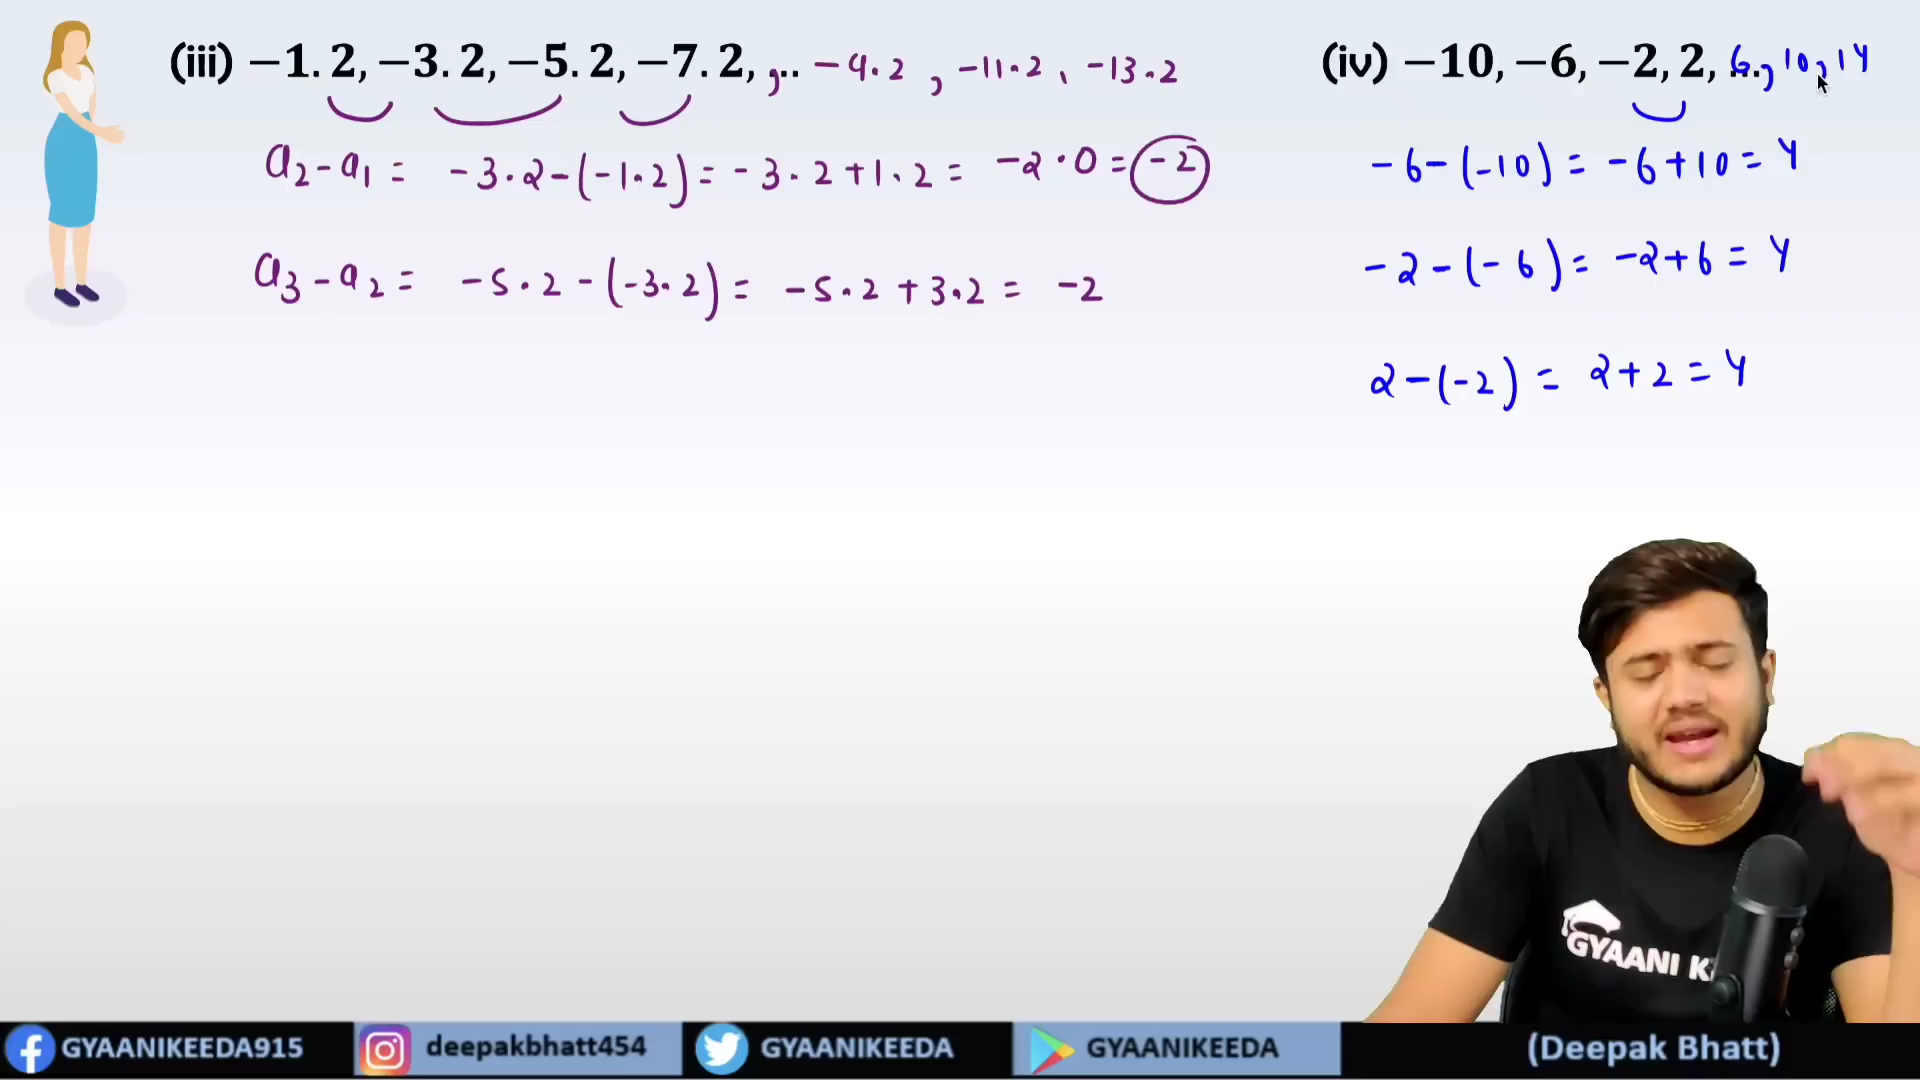 (iii) −1.2, −3.2, −5.2, −7.2, , .. −9.2 , −11.2 , −13.2
(iv) −10, −6, −2, 2, ... 6, 10, 14
a₂ − a₁ = −3.2 − (−1.2) = −3.2 + 1.2 = −2.0 = −2
a₃ − a₂ = −5.2 − (−3.2) = −5.2 + 3.2 = −2
−6 − (−10) = −6 + 10 = 4
−2 − (−6) = −2 + 6 = 4
2 − (−2) = 2 + 2 = 4
GYAANI K
GYAANIKEEDA915
deepakbhatt454
GYAANIKEEDA
GYAANIKEEDA
(Deepak Bhatt)